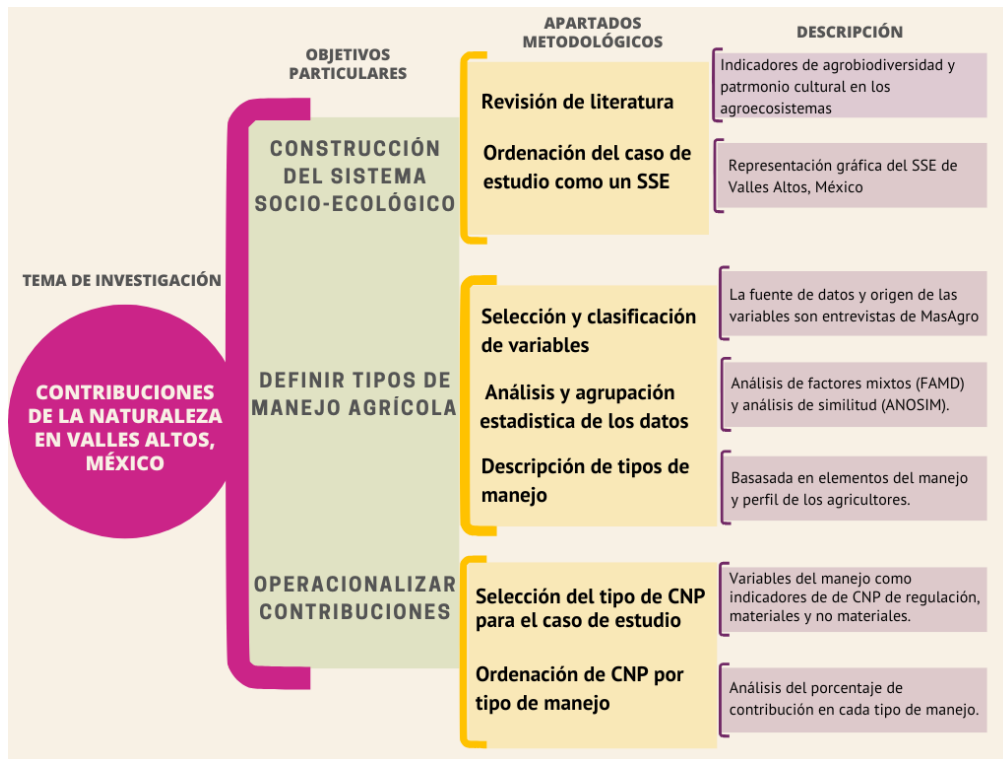 TEMA DE INVESTIGACIÓN
CONTRIBUCIONES
DE LA NATURALEZA
EN VALLES ALTOS,
MÉXICO
OBJETIVOS
PARTICULARES
CONSTRUCCIÓN
DEL SISTEMA
SOCIO-ECOLÓGICO
DEFINIR TIPOS DE
MANEJO AGRÍCOLA
OPERACIONALIZAR
CONTRIBUCIONES
APARTADOS
METODOLÓGICOS
Revisión de literatura
Ordenación del caso de
estudio como un SSE
Selección y clasificación
de variables
Análisis y agrupación
estadistica de los datos
Descripción de tipos de
manejo
Selección del tipo de CNP
para el caso de estudio
Ordenación de CNP por
tipo de manejo
DESCRIPCIÓN
Indicadores de agrobiodiversidad y
patrmonio cultural en los
agroecosistemas
Representación gráfica del SSE de
Valles Altos, México
La fuente de datos y origen de las
variables son entrevistas de MasAgro
Análisis de factores mixtos (FAMD)
y análisis de similitud (ANOSIM).
Basasada en elementos del manejo
y perfil de los agricultores.
Variables del manejo como
indicadores de de CNP de regulación,
materiales y no materiales.
Análisis del porcentaje de
contribución en cada tipo de manejo.